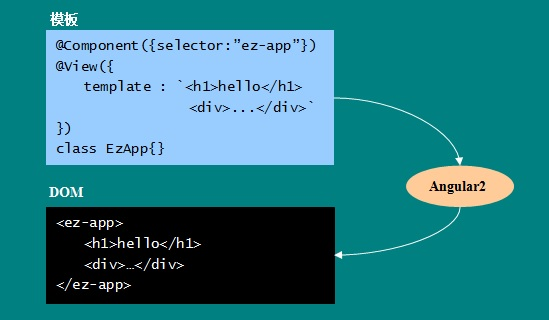 模板
@Component({selector:”ez-app”})
@View({
template : `<h1>hello</h1>
<div>...</div>`
})
class EzApp{}
Angular2
DOM
<ez-app>
<h1>hello</h1>
<div>…</div>
</ez-app>